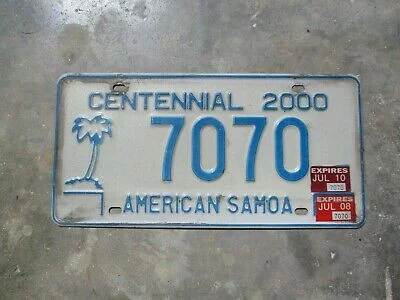 CENTENNIAL 2000
7070
EXPIRES
JUL 10
7070
AMERICAN SAMOA
EXPIRES
JUL 08
7070